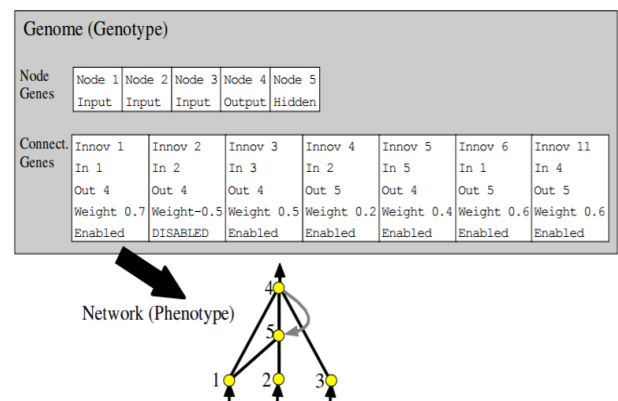 Genome (Genotype)
Node Genes
Node 1 Node 2 Node 3 Node 4 Node 5
Input Input Input Output Hidden
Connect. Genes
Innov 1 Innov 2 Innov 3 Innov 4 Innov 5 Innov 6 Innov 11
In 1 In 2 In 3 In 2 In 5 In 1 In 4
Out 4 Out 4 Out 4 Out 5 Out 4 Out 5 Out 5
Weight 0.7 Weight-0.5 Weight 0.5 Weight 0.2 Weight 0.4 Weight 0.6 Weight 0.6
Enabled DISABLED Enabled Enabled Enabled Enabled Enabled
Network (Phenotype)
4
5
1 2 3